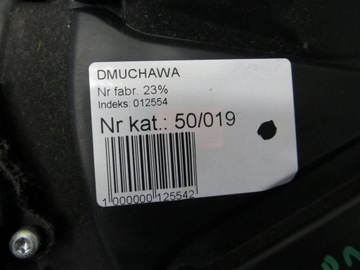 DMUCHAWA
Nr fabr. 23%
Indeks: 012554
Nr kat.: 50/019
1 000000 125542